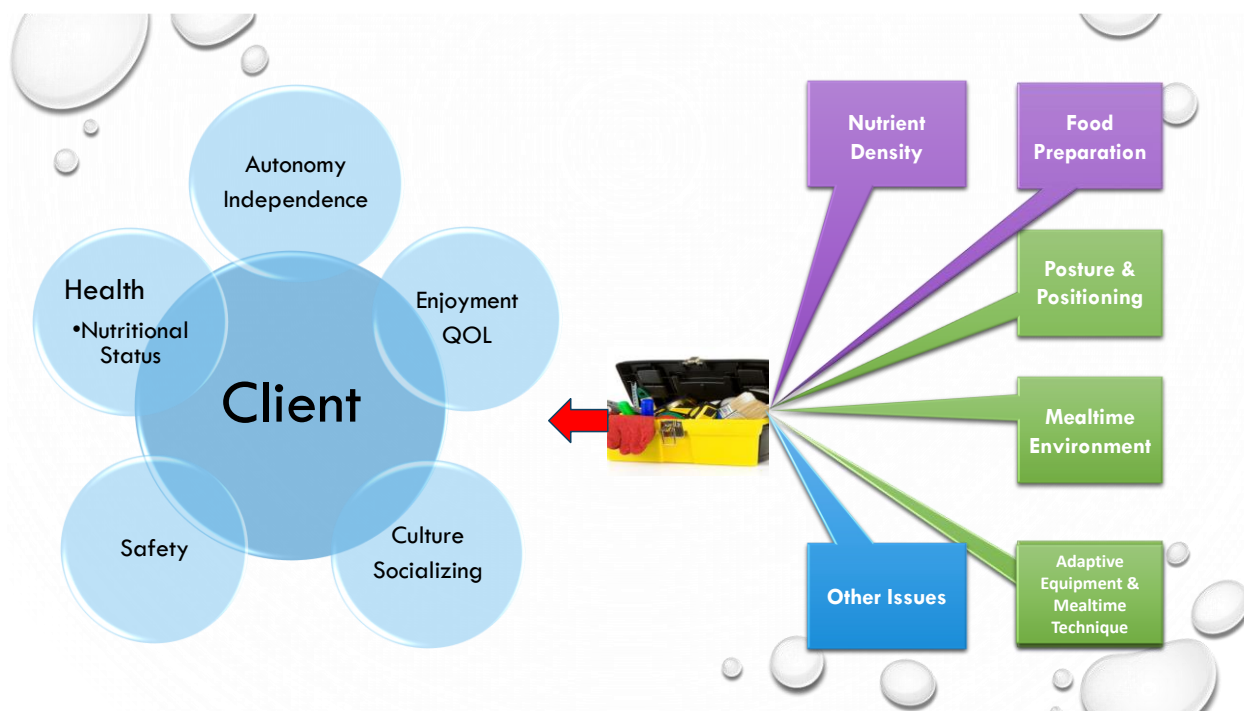 Autonomy
Independence
Health
•Nutritional
Status
Enjoyment
QOL
Client
Safety
Culture
Socializing
Nutrient
Density
Food
Preparation
Posture &
Positioning
Mealtime
Environment
Other Issues
Adaptive
Equipment &
Mealtime
Technique